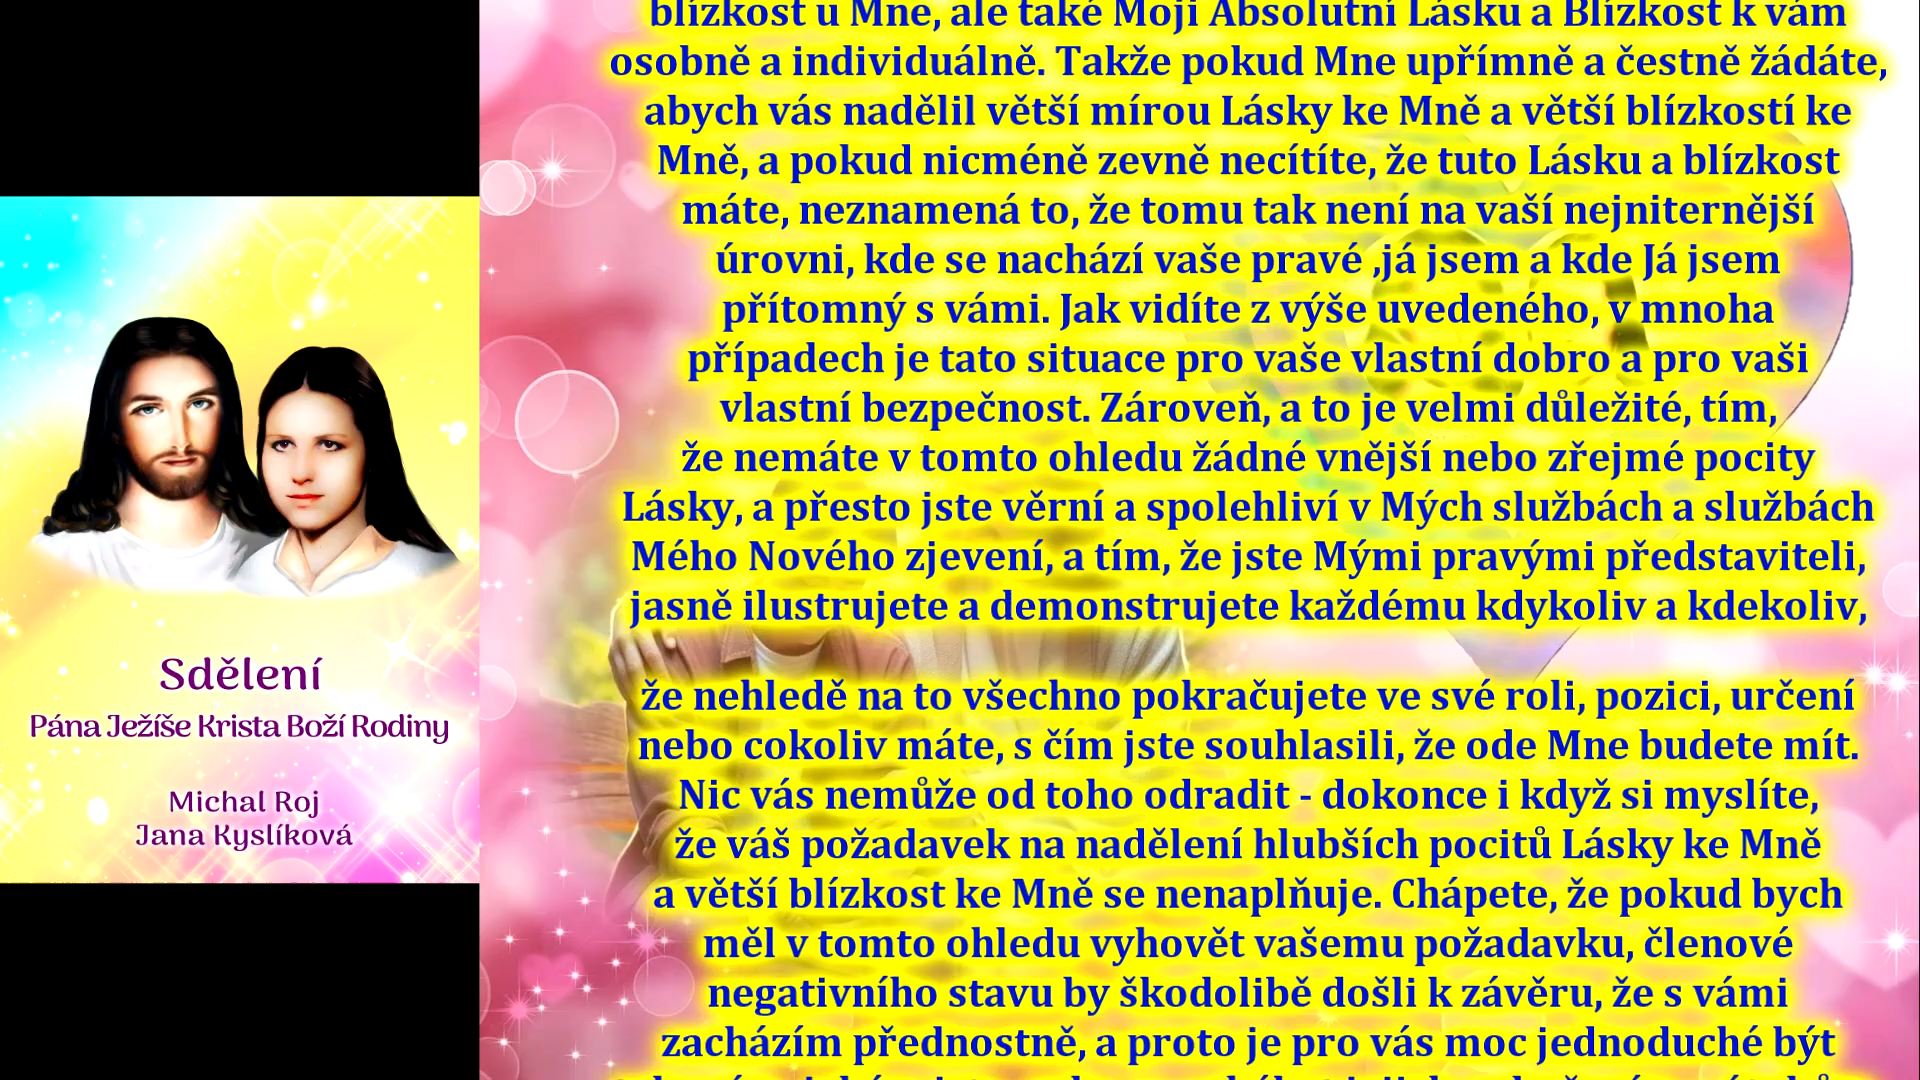 Sdělení
Pána Ježíše Krista Boží Rodiny
Michal Roj
Jana Kyslíková
blízkost u Mne, ale také Moji Absolutní Lásku a Blízkost k vám
osobně a individuálně. Takže pokud Mne upřímně a čestně žádáte,
abych vás nadělil větší mírou Lásky ke Mně a větší blízkostí ke
Mně, a pokud nicméně zevně necítíte, že tuto Lásku a blízkost
máte, neznamená to, že tomu tak není na vaší nejniternější
úrovni, kde se nachází vaše pravé ‚já jsem a kde Já jsem
přítomný s vámi. Jak vidíte z výše uvedeného, v mnoha
případech je tato situace pro vaše vlastní dobro a pro vaši
vlastní bezpečnost. Zároveň, a to je velmi důležité, tím,
že nemáte v tomto ohledu žádné vnější nebo zřejmé pocity
Lásky, a přesto jste věrní a spolehliví v Mých službách a službách
Mého Nového zjevení, a tím, že jste Mými pravými představiteli,
jasně ilustrujete a demonstrujete každému kdykoliv a kdekoliv,
že nehledě na to všechno pokračujete ve své roli, pozici, určení
nebo cokoliv máte, s čím jste souhlasili, že ode Mne budete mít.
Nic vás nemůže od toho odradit - dokonce i když si myslíte,
že váš požadavek na nadělení hlubších pocitů Lásky ke Mně
a větší blízkost ke Mně se nenaplňuje. Chápete, že pokud bych
měl v tomto ohledu vyhovět vašemu požadavku, členové
negativního stavu by škodolibě došli k závěru, že s vámi
zacházím přednostně, a proto je pro vás moc jednoduché být